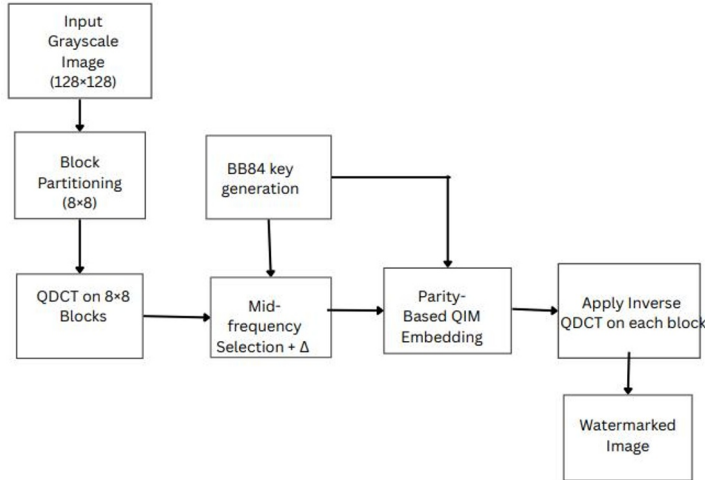 Input
Grayscale
Image
(128×128)
Block
Partitioning
(8×8)
QDCT on 8×8
Blocks
BB84 key
generation
Mid-
frequency
Selection + Δ
Parity-
Based QIM
Embedding
Apply Inverse
QDCT on each block
Watermarked
Image